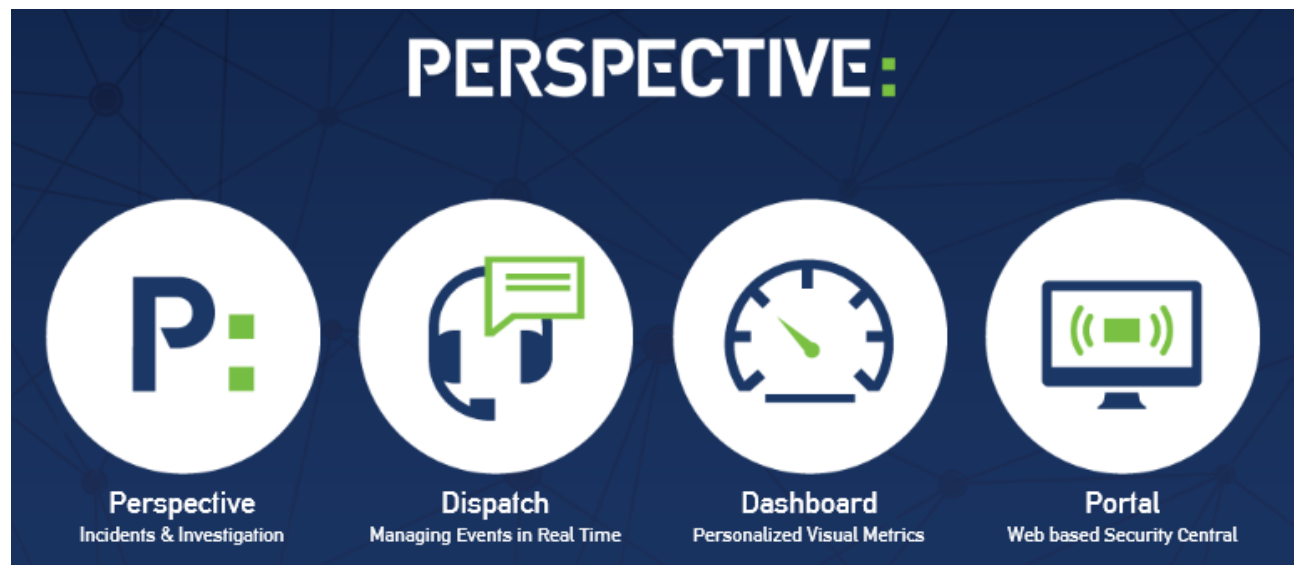 PERSPECTIVE:
P:
Perspective
Incidents & Investigation
Dispatch
Managing Events in Real Time
Dashboard
Personalized Visual Metrics
Portal
Web based Security Central